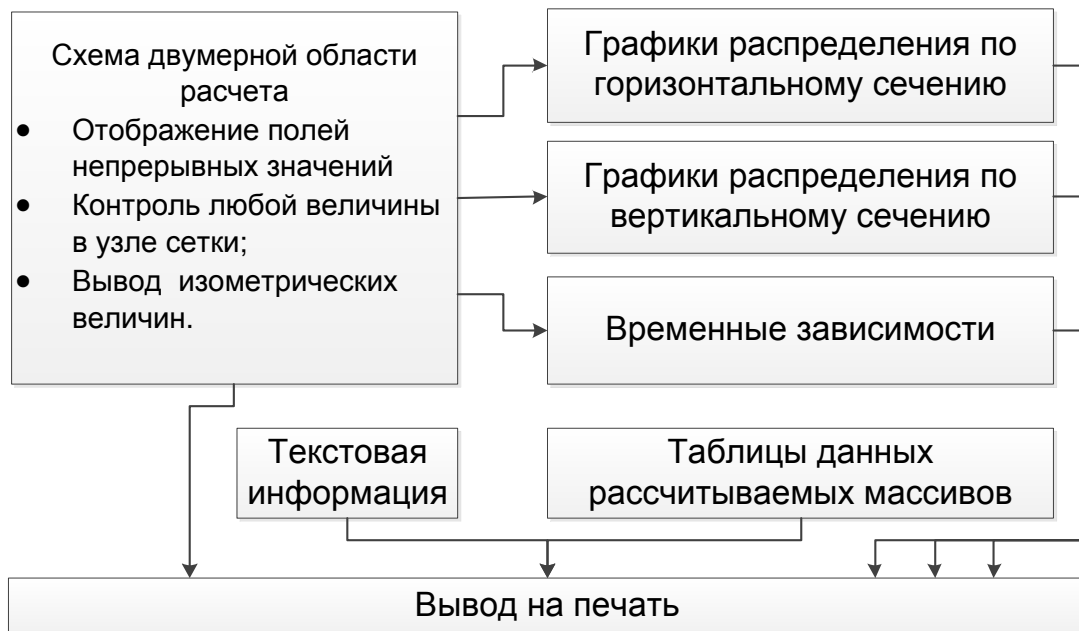 Схема двумерной области
расчета
• Отображение полей
непрерывных значений
• Контроль любой величины
в узле сетки;
• Вывод изометрических
величин.
Графики распределения по
горизонтальному сечению
Графики распределения по
вертикальному сечению
Временные зависимости
Текстовая
информация
Таблицы данных
рассчитываемых массивов
Вывод на печать